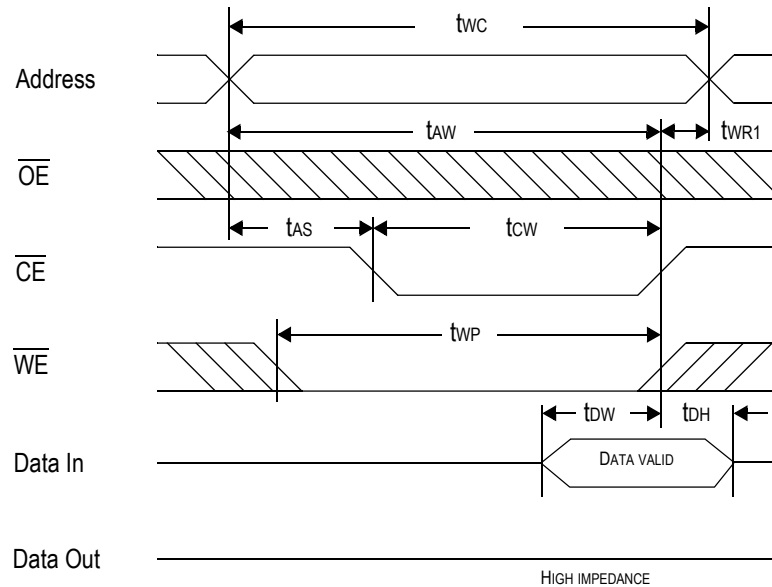 tWC
Address
tAW
tWR1
OE
tAS
tCW
CE
tWP
WE
tDW
tDH
Data In
DATA VALID
Data Out
HIGH IMPEDANCE